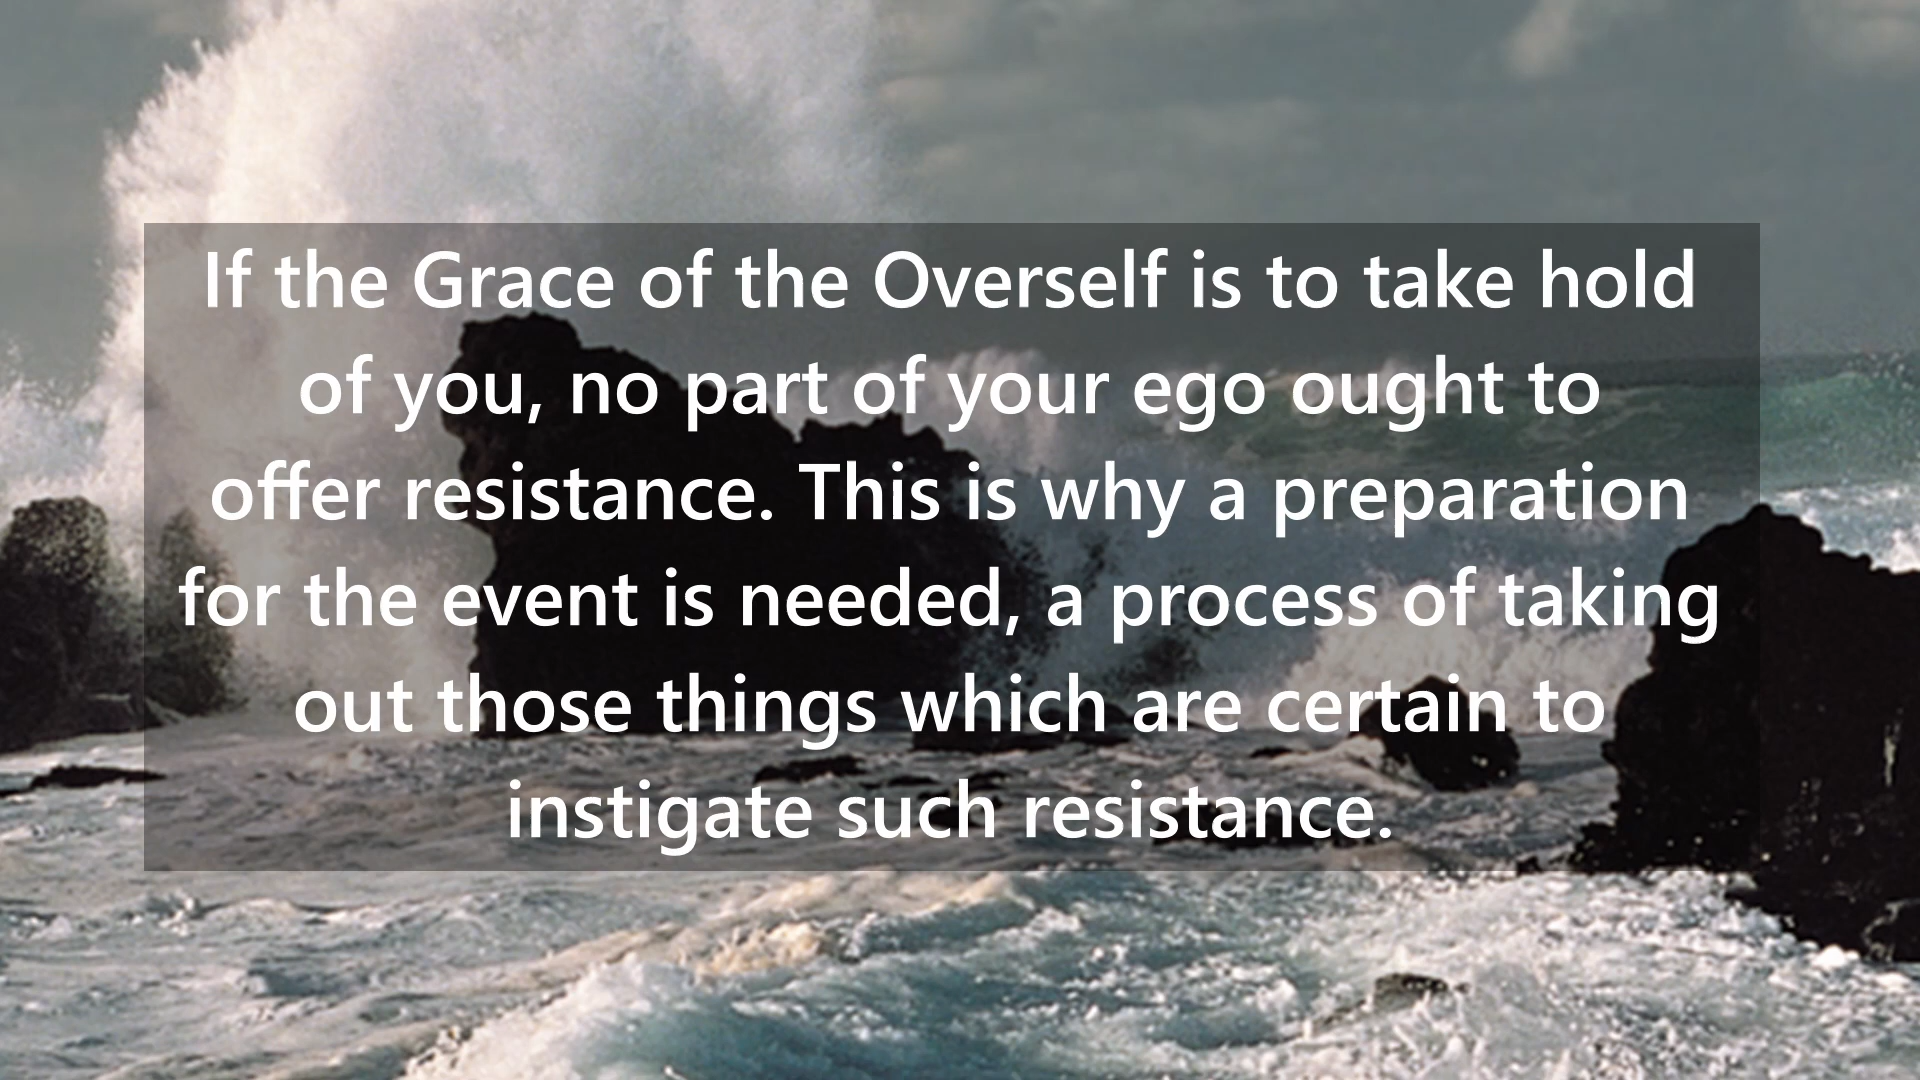 If the Grace of the Overself is to take hold
of you, no part of your ego ought to
offer resistance. This is why a preparation
for the event is needed, a process of taking
out those things which are certain to
instigate such resistance.